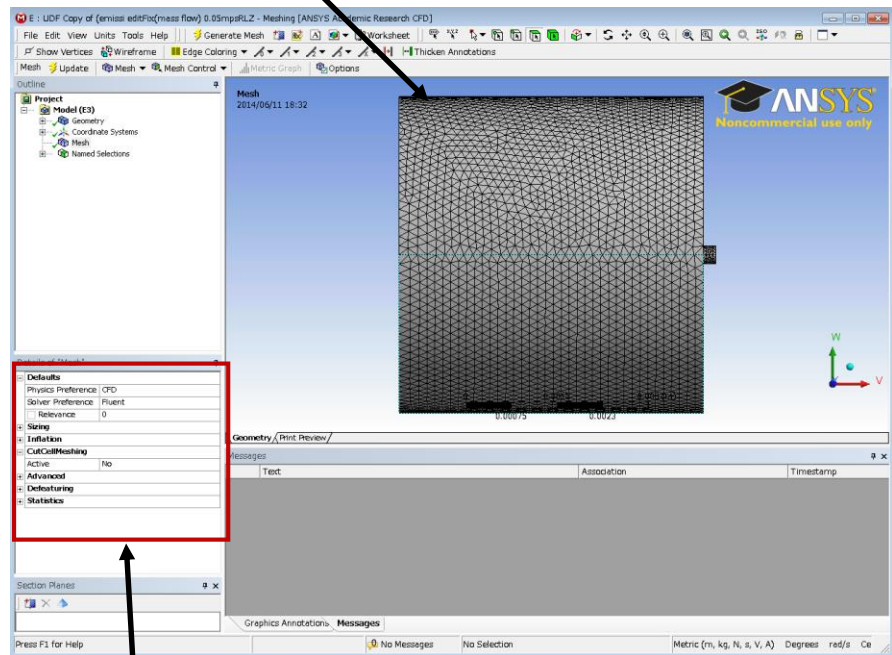 E : UDF Copy of (emissi editFix(mass flow) 0.05mpsRLZ - Meshing [ANSYS Academic Research CFD]
File Edit View Units Tools Help Generate Mesh Worksheet
Show Vertices Wireframe Edge Coloring Thicken Annotations
Mesh Update Mesh Mesh Control Metric Graph Options
Outline
Project
Model (E3)
Geometry
Coordinate Systems
Mesh
Named Selections
Mesh
2014/06/11 18:32
ANSYS
Noncommercial use only
W
V
0.00075 0.0023
Geometry Print Preview
Details of "Mesh"
Defaults
Physics Preference CFD
Solver Preference Fluent
Relevance 0
Sizing
Inflation
CutCellMeshing
Active No
Advanced
Defeaturing
Statistics
Messages
Text Association Timestamp
Section Planes
Graphics Annotations Messages
Press F1 for Help No Messages No Selection Metric (m, kg, N, s, V, A) Degrees rad/s Ce